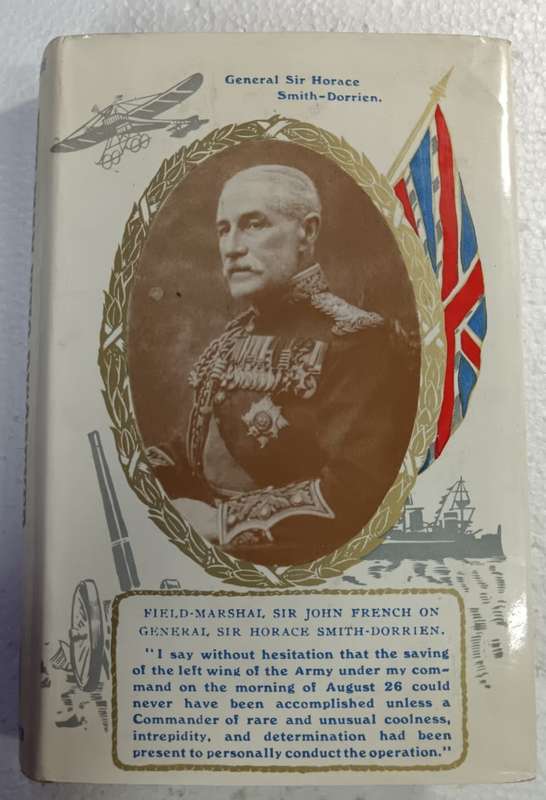 General Sir Horace
Smith-Dorrien.
FIELD-MARSHAL SIR JOHN FRENCH ON
GENERAL SIR HORACE SMITH-DORRIEN.
"I say without hesitation that the saving
of the left wing of the Army under my com-
mand on the morning of August 26 could
never have been accomplished unless a
Commander of rare and unusual coolness,
intrepidity, and determination had been
present to personally conduct the operation."